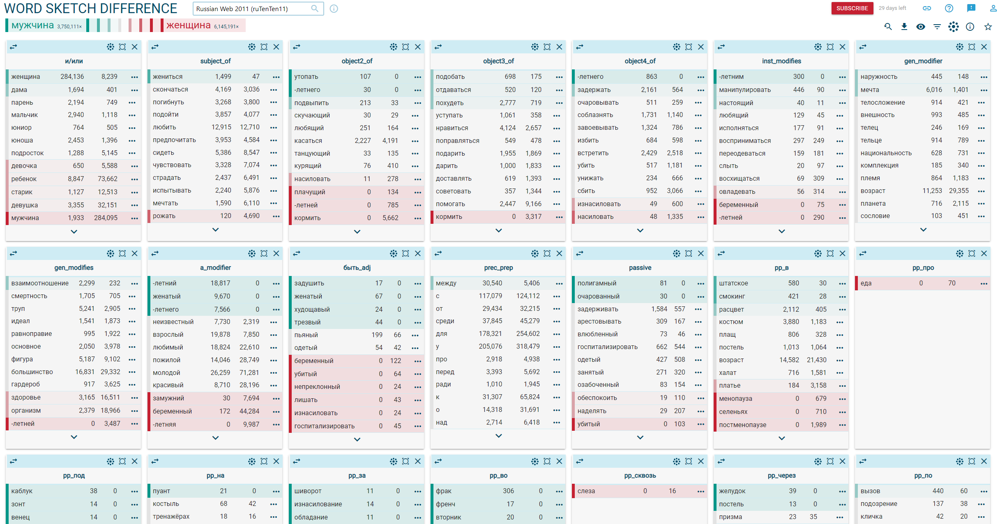 WORD SKETCH DIFFERENCE
Russian Web 2011 (ruTenTen11)
SUBSCRIBE
29 days left
мужчина 3,750,111×
женщина 6,145,191×
и/или
женщина 284,136 8,239
дама 1,694 401
парень 2,194 749
мальчик 2,940 1,118
юниор 764 505
юноша 2,453 1,396
подросток 1,288 5,145
девочка 650 5,588
ребенок 8,847 73,662
старик 1,127 12,513
девушка 3,355 32,151
мужчина 1,933 284,095
subject_of
жениться 1,499 47
скончаться 4,169 3,036
погибнуть 3,268 3,800
подойти 3,857 4,077
любить 12,915 12,710
предпочитать 3,953 4,584
сидеть 5,386 8,547
чувствовать 3,328 7,074
страдать 2,437 6,491
испытывать 2,240 5,876
мечтать 1,590 6,110
рожать 120 4,690
object2_of
утопать 107 0
-летнего 30 0
подвыпить 213 33
скучающий 30 29
любящий 251 164
касаться 2,227 4,191
танцующий 33 135
курящий 76 410
насиловать 11 278
плачущий 0 134
-летней 0 785
кормить 0 5,662
object3_of
подобать 698 175
отдаваться 520 120
похудеть 2,777 719
уступать 1,061 358
нравиться 4,124 2,657
поправляться 549 478
подарить 1,955 1,869
дарить 1,000 1,833
доставлять 619 1,393
советовать 357 1,344
помогать 2,447 9,166
кормить 0 3,317
object4_of
-летнего 863 0
задержать 2,161 564
очаровывать 511 259
соблазнять 1,731 1,140
завоевывать 1,324 786
избить 684 598
встретить 2,429 2,518
убить 517 1,181
унижать 234 666
сбить 952 3,066
изнасиловать 49 600
насиловать 48 1,335
inst_modifies
-летним 300 0
манипулировать 446 90
настоящий 40 11
любящий 129 45
исполняться 177 91
восприниматься 297 249
переодеваться 159 181
слыть 20 97
восхищаться 69 309
овладевать 56 314
беременный 0 75
-летней 0 290
gen_modifier
наружность 445 148
мечта 6,016 1,401
телосложение 914 421
внешность 993 485
телец 246 169
тельце 914 789
национальность 628 731
комплекция 185 340
племя 864 1,183
возраст 11,253 29,355
планета 716 2,115
сословие 103 451
gen_modifies
взаимоотношение 2,299 232
смертность 1,705 705
труп 5,241 2,905
идеал 1,541 1,873
равноправие 995 1,922
основное 2,050 3,978
фигура 5,187 9,102
большинство 16,831 29,332
гардероб 917 3,625
здоровье 3,165 16,511
организм 2,379 18,966
-летней 0 3,487
a_modifier
-летний 18,817 0
женатый 9,670 0
-летнего 7,566 0
неизвестный 7,730 2,319
взрослый 19,878 7,850
любимый 18,824 22,610
пожилой 14,046 28,749
молодой 26,259 71,281
красивый 8,710 28,196
замужний 30 7,694
беременный 172 44,284
-летняя 0 9,987
быть_adj
задушить 17 0
женатый 67 0
худощавый 24 0
трезвый 44 0
пьяный 199 66
одетый 54 42
беременный 0 122
убитый 0 64
непреклонный 0 24
лишать 0 43
изнасиловать 0 24
госпитализировать 0 45
prec_prep
между 30,540 5,406
с 117,079 124,112
от 29,434 32,215
среди 37,845 45,279
для 178,321 254,602
у 205,076 318,479
про 2,918 4,938
перед 3,393 5,692
ради 1,010 1,945
к 31,307 65,824
о 14,318 31,691
над 2,714 6,418
passive
полигамный 81 0
очарованный 30 0
задерживать 1,584 557
арестовывать 309 167
влюбленный 73 46
госпитализировать 662 544
одетый 427 508
занятый 271 320
озабоченный 83 154
обеспокоить 19 110
наделять 29 207
убитый 0 103
pp_в
штатское 580 30
смокинг 421 28
расцвет 2,112 405
костюм 3,880 1,183
плащ 806 328
постель 1,013 1,064
возраст 14,582 21,430
халат 716 1,581
платье 184 3,158
менопауза 0 679
селеньях 0 710
постменопаузе 0 1,989
pp_про
еда 0 70
pp_под
каблук 38 0
зонт 14 0
венец 14 0
pp_на
пуант 21 0
костыль 68 42
тренажёрах 18 16
pp_за
шиворот 11 0
изнасилование 14 0
обладание 11 0
pp_во
фрак 306 0
френч 17 0
вторник 20 0
pp_сквозь
слеза 0 16
pp_через
желудок 39 0
постель 13 0
призма 23 35
pp_по
вызов 440 60
подозрение 137 38
кличка 42 20